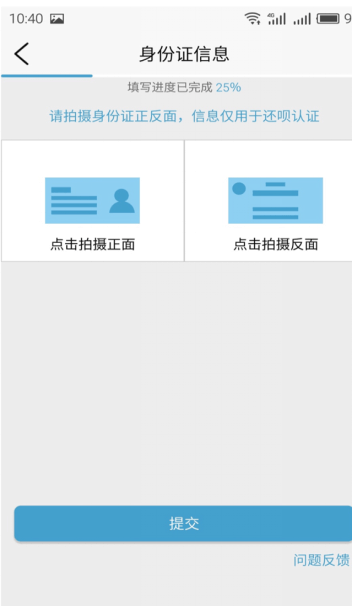 10:40
4G
9
身份证信息
填写进度已完成 25%
请拍摄身份证正反面，信息仅用于还呗认证
点击拍摄正面
点击拍摄反面
提交
问题反馈